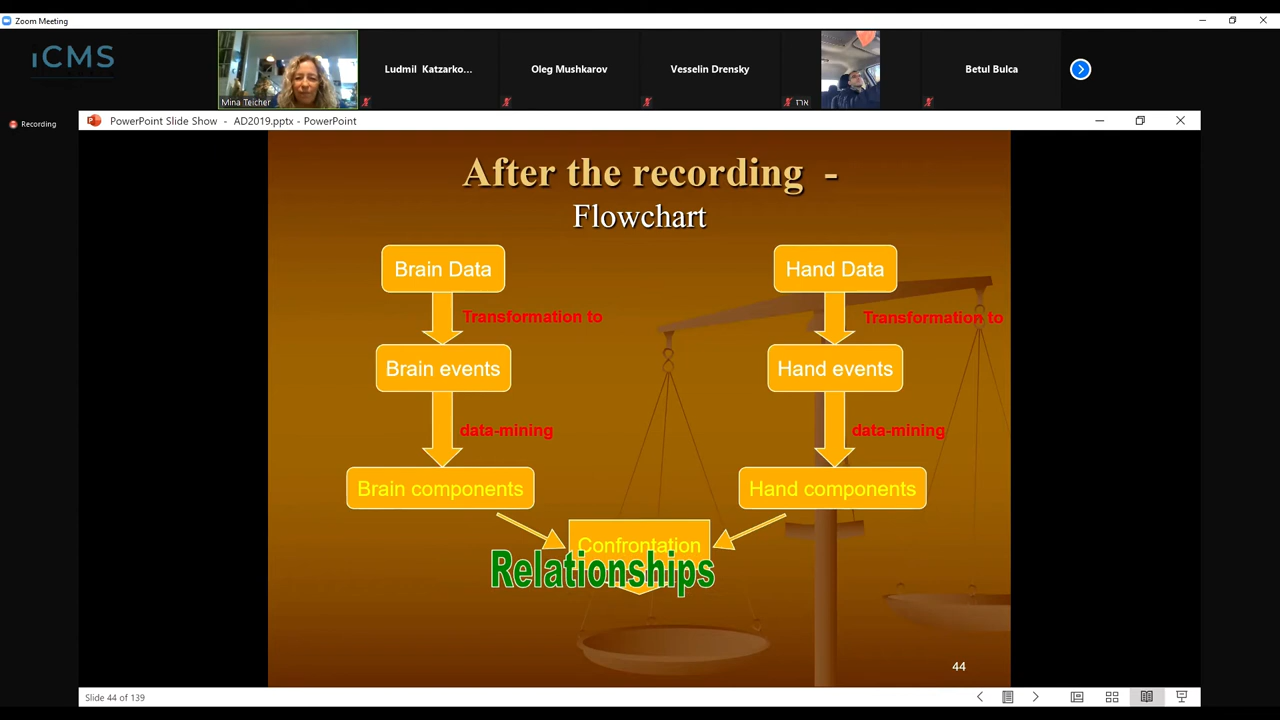 Zoom Meeting
iCMS
Mina Teicher
Ludmil Katzarko...
Oleg Mushkarov
Vesselin Drensky
ארז
Betul Bulca
Recording
PowerPoint Slide Show - AD2019.pptx - PowerPoint
After the recording -
Flowchart
Brain Data
Hand Data
Transformation to
Transformation to
Brain events
Hand events
data-mining
data-mining
Brain components
Hand components
Confrontation
Relationships
44
Slide 44 of 139